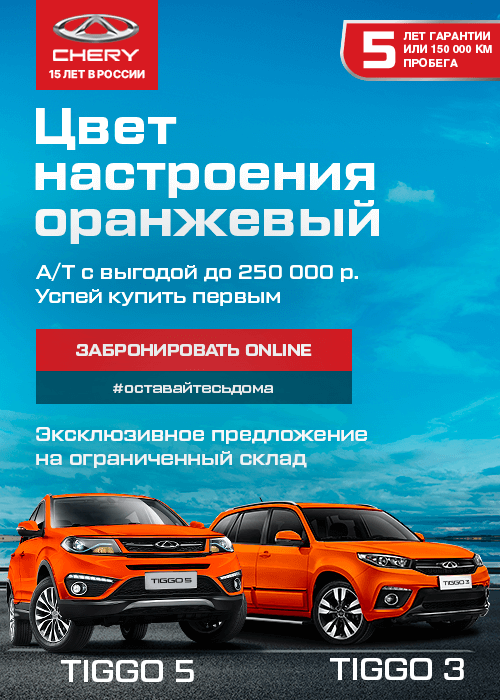 CHERY
15 ЛЕТ В РОССИИ
5 ЛЕТ ГАРАНТИИ
ИЛИ 150 000 КМ
ПРОБЕГА
Цвет
настроения
оранжевый
А/Т с выгодой до 250 000 р.
Успей купить первым
ЗАБРОНИРОВАТЬ ONLINE
#оставайтесьдома
Эксклюзивное предложение
на ограниченный склад
TIGGO 5
TIGGO 3
TIGGO 5
TIGGO 3